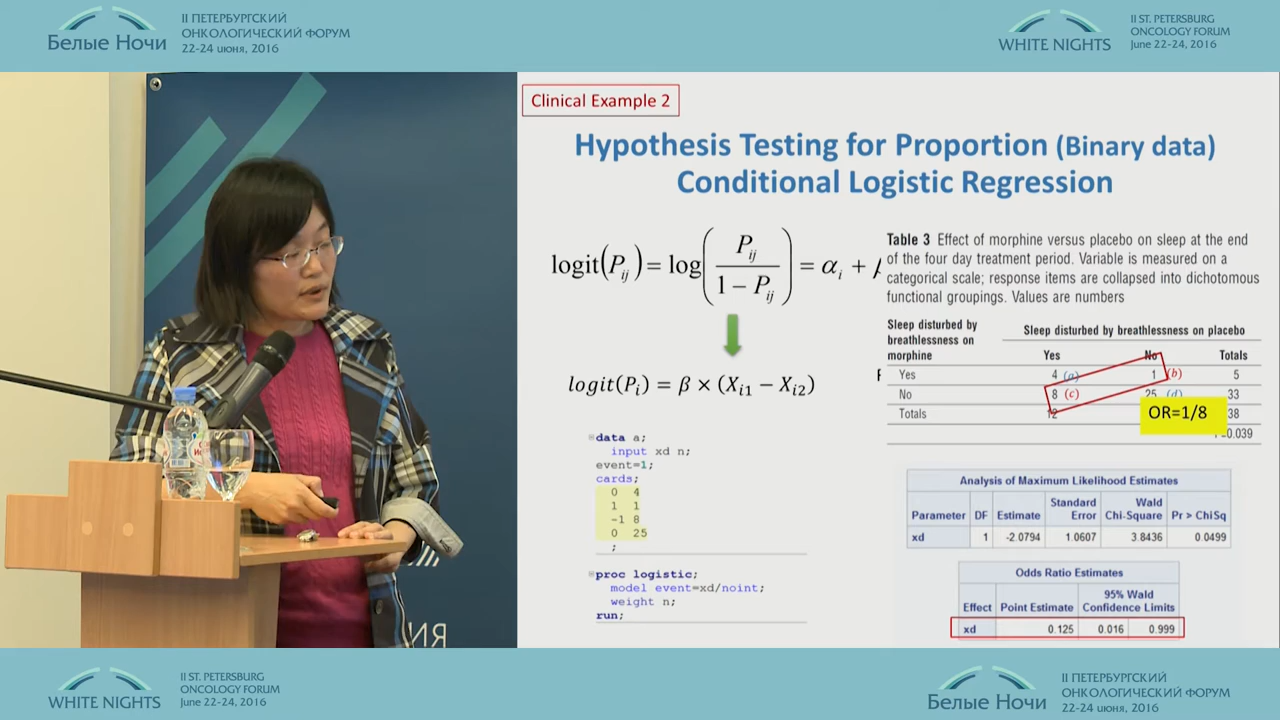 Белые Ночи
II ПЕТЕРБУРГСКИЙ
ОНКОЛОГИЧЕСКИЙ ФОРУМ
22-24 июня, 2016
WHITE NIGHTS
II ST. PETERSBURG
ONCOLOGY FORUM
June 22-24, 2016
Clinical Example 2
Hypothesis Testing for Proportion (Binary data)
Conditional Logistic Regression
logit(Pij) = log(Pij / 1 − Pij) = αi +
logit(Pi) = β × (Xi1 − Xi2)
data a;
input xd n;
event=1;
cards;
0 4
1 1
-1 8
0 25
;
proc logistic;
model event=xd/noint;
weight n;
run;
Table 3 Effect of morphine versus placebo on sleep at the end
of the four day treatment period. Variable is measured on a
categorical scale; response items are collapsed into dichotomous
functional groupings. Values are numbers
Sleep disturbed by
breathlessness on
morphine
Sleep disturbed by breathlessness on placebo
Yes No Totals
Yes 4 (a) 1 (b) 5
No 8 (c) 25 (d) 33
Totals 12 38
OR=1/8
=0.039
Analysis of Maximum Likelihood Estimates
Parameter DF Estimate Standard Error Wald Chi-Square Pr > ChiSq
xd 1 -2.0794 1.0607 3.8436 0.0499
Odds Ratio Estimates
Effect Point Estimate 95% Wald Confidence Limits
xd 0.125 0.016 0.999
WHITE NIGHTS
II ST. PETERSBURG
ONCOLOGY FORUM
June 22-24, 2016
Белые Ночи
II ПЕТЕРБУРГСКИЙ
ОНКОЛОГИЧЕСКИЙ ФОРУМ
22-24 июня, 2016